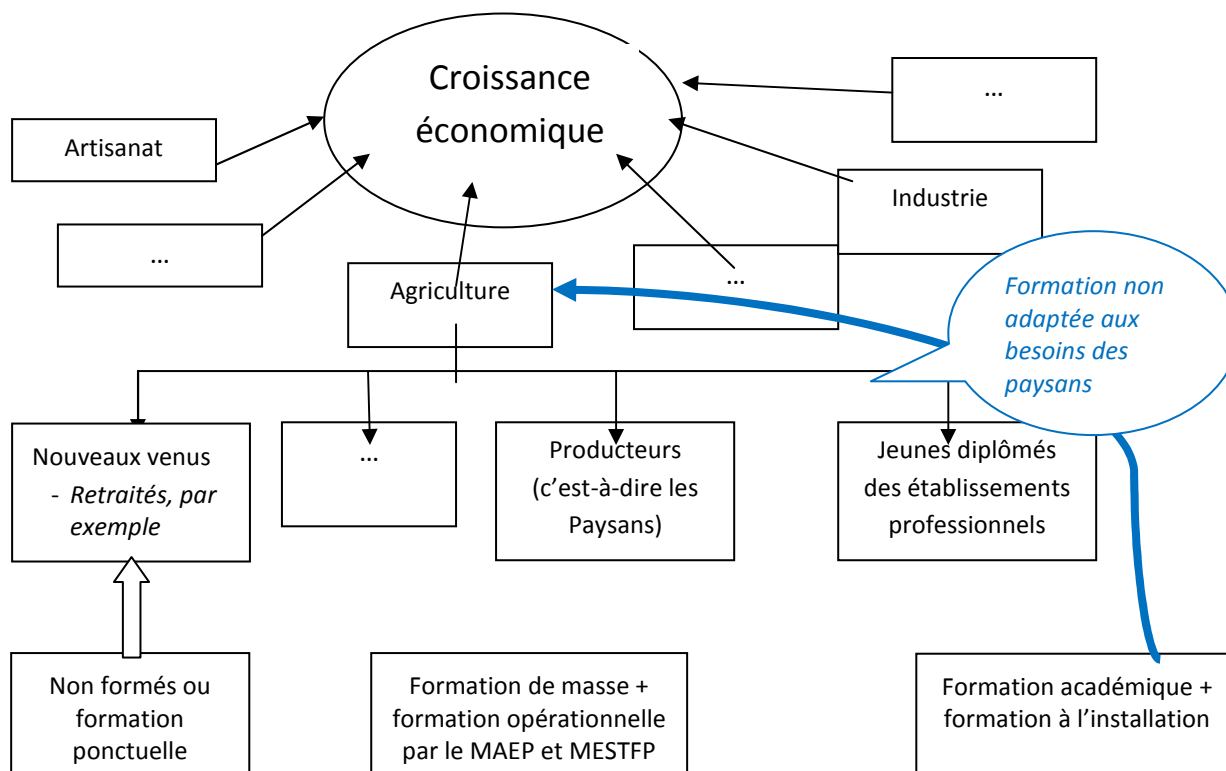 Croissance
économique
...
Artisanat
Industrie
...
...
Agriculture
Formation non
adaptée aux
besoins des
paysans
Nouveaux venus
- Retraités, par
exemple
...
Producteurs
(c’est-à-dire les
Paysans)
Jeunes diplômés
des établissements
professionnels
Non formés ou
formation
ponctuelle
Formation de masse +
formation opérationnelle
par le MAEP et MESTFP
Formation académique +
formation à l’installation